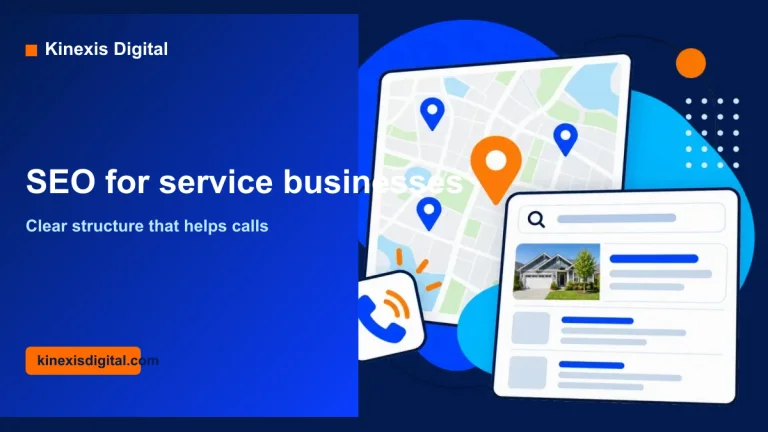 Kinexis Digital
SEO for service businesses
Clear structure that helps calls
kinexisdigital.com